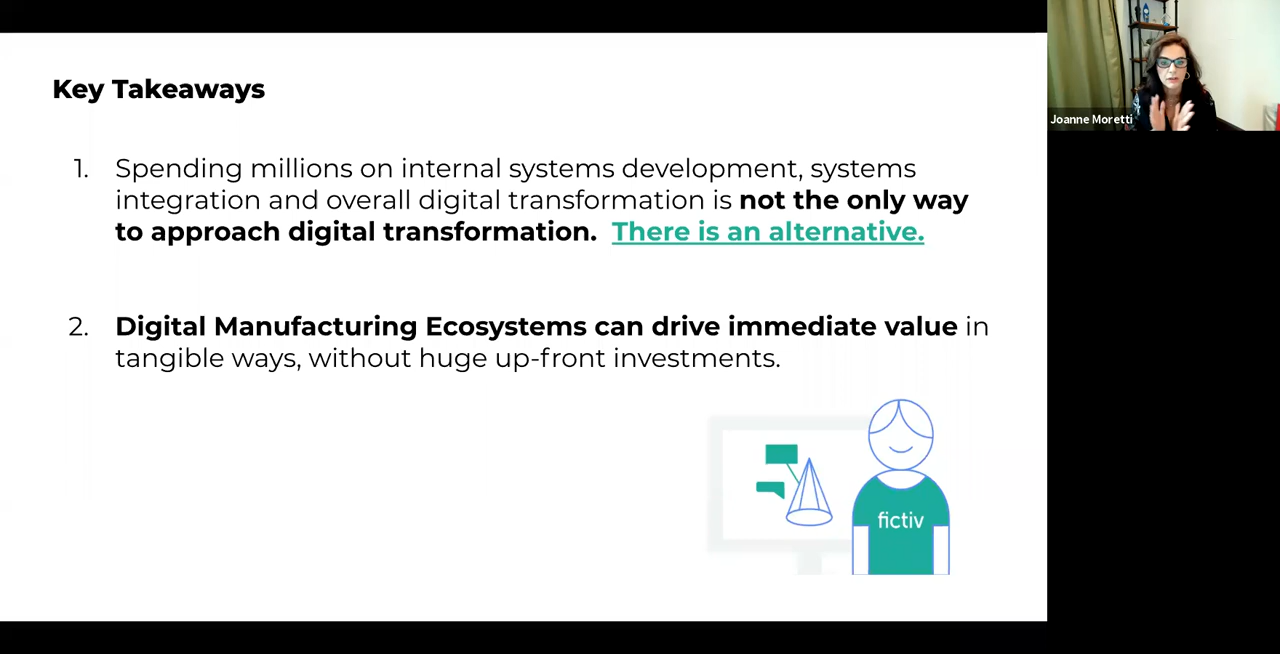 Key Takeaways
1. Spending millions on internal systems development, systems
integration and overall digital transformation is not the only way
to approach digital transformation. There is an alternative.
2. Digital Manufacturing Ecosystems can drive immediate value in
tangible ways, without huge up-front investments.
fictiv
Joanne Moretti